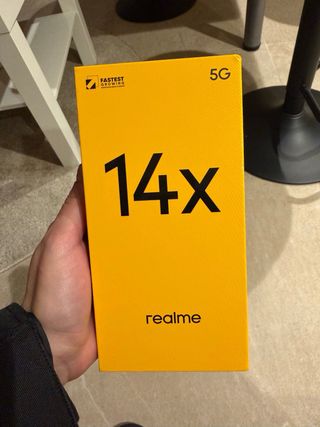 FASTEST
GROWING
5G
14x
realme